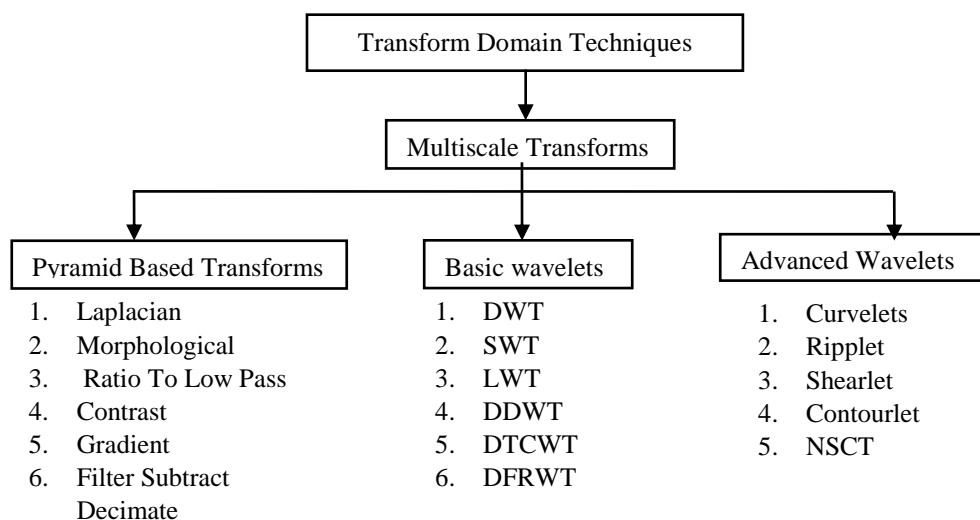 Transform Domain Techniques
Multiscale Transforms
Pyramid Based Transforms
1. Laplacian
2. Morphological
3. Ratio To Low Pass
4. Contrast
5. Gradient
6. Filter Subtract
Decimate
Basic wavelets
1. DWT
2. SWT
3. LWT
4. DDWT
5. DTCWT
6. DFRWT
Advanced Wavelets
1. Curvelets
2. Ripplet
3. Shearlet
4. Contourlet
5. NSCT